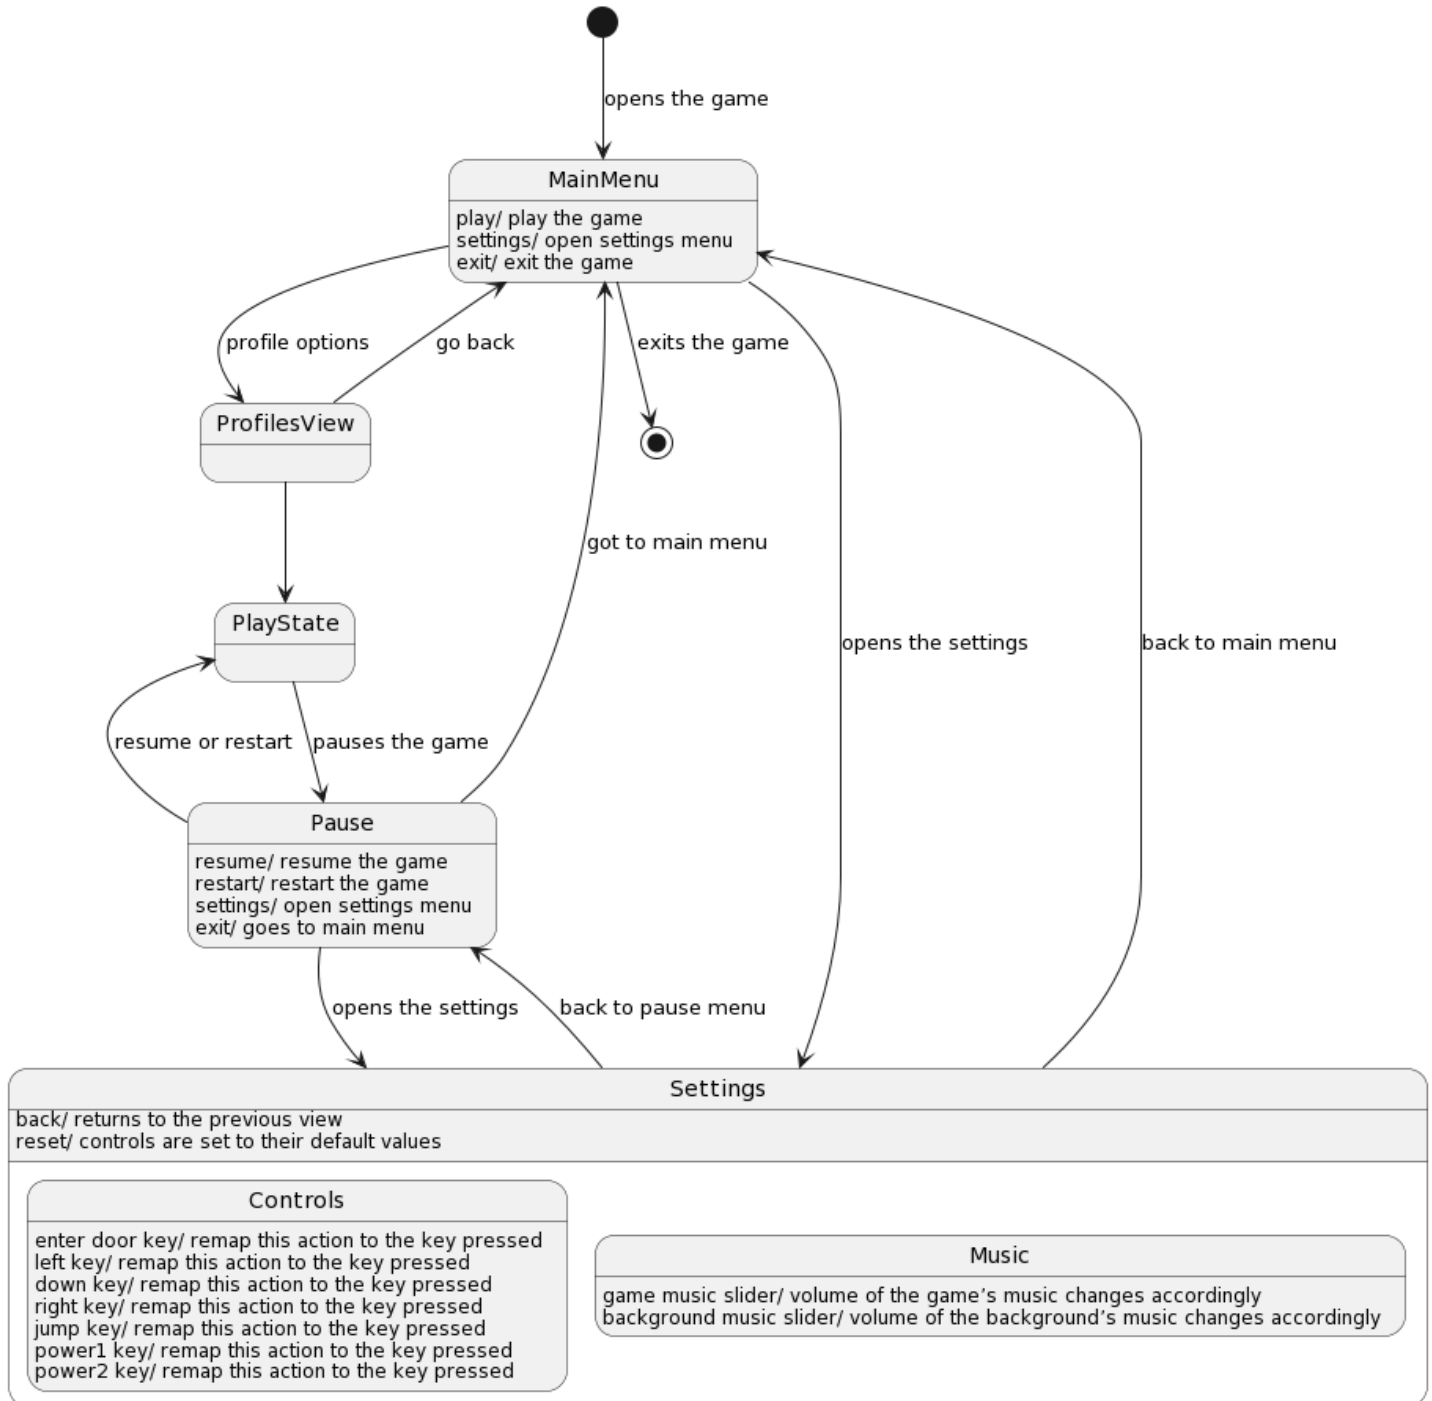 opens the game
MainMenu
play/ play the game
settings/ open settings menu
exit/ exit the game
profile options
go back
exits the game
ProfilesView
got to main menu
PlayState
opens the settings
back to main menu
resume or restart
pauses the game
Pause
resume/ resume the game
restart/ restart the game
settings/ open settings menu
exit/ goes to main menu
opens the settings
back to pause menu
Settings
back/ returns to the previous view
reset/ controls are set to their default values
Controls
enter door key/ remap this action to the key pressed
left key/ remap this action to the key pressed
down key/ remap this action to the key pressed
right key/ remap this action to the key pressed
jump key/ remap this action to the key pressed
power1 key/ remap this action to the key pressed
power2 key/ remap this action to the key pressed
Music
game music slider/ volume of the game’s music changes accordingly
background music slider/ volume of the background’s music changes accordingly